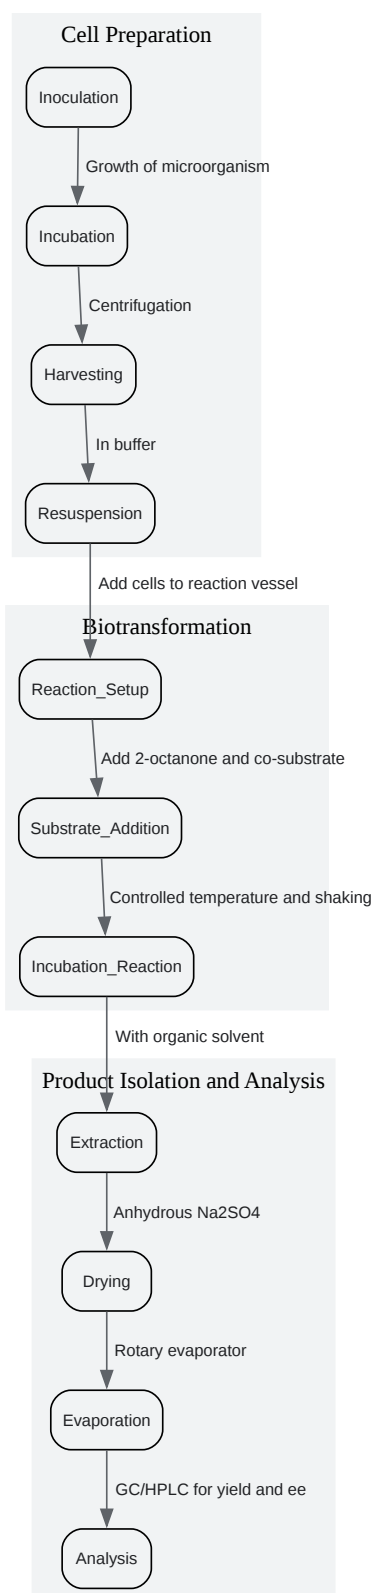 Cell Preparation
Inoculation
Growth of microorganism
Incubation
Centrifugation
Harvesting
In buffer
Resuspension
Add cells to reaction vessel
Biotransformation
Reaction_Setup
Add 2-octanone and co-substrate
Substrate_Addition
Controlled temperature and shaking
Incubation_Reaction
With organic solvent
Product Isolation and Analysis
Extraction
Anhydrous Na2SO4
Drying
Rotary evaporator
Evaporation
GC/HPLC for yield and ee
Analysis